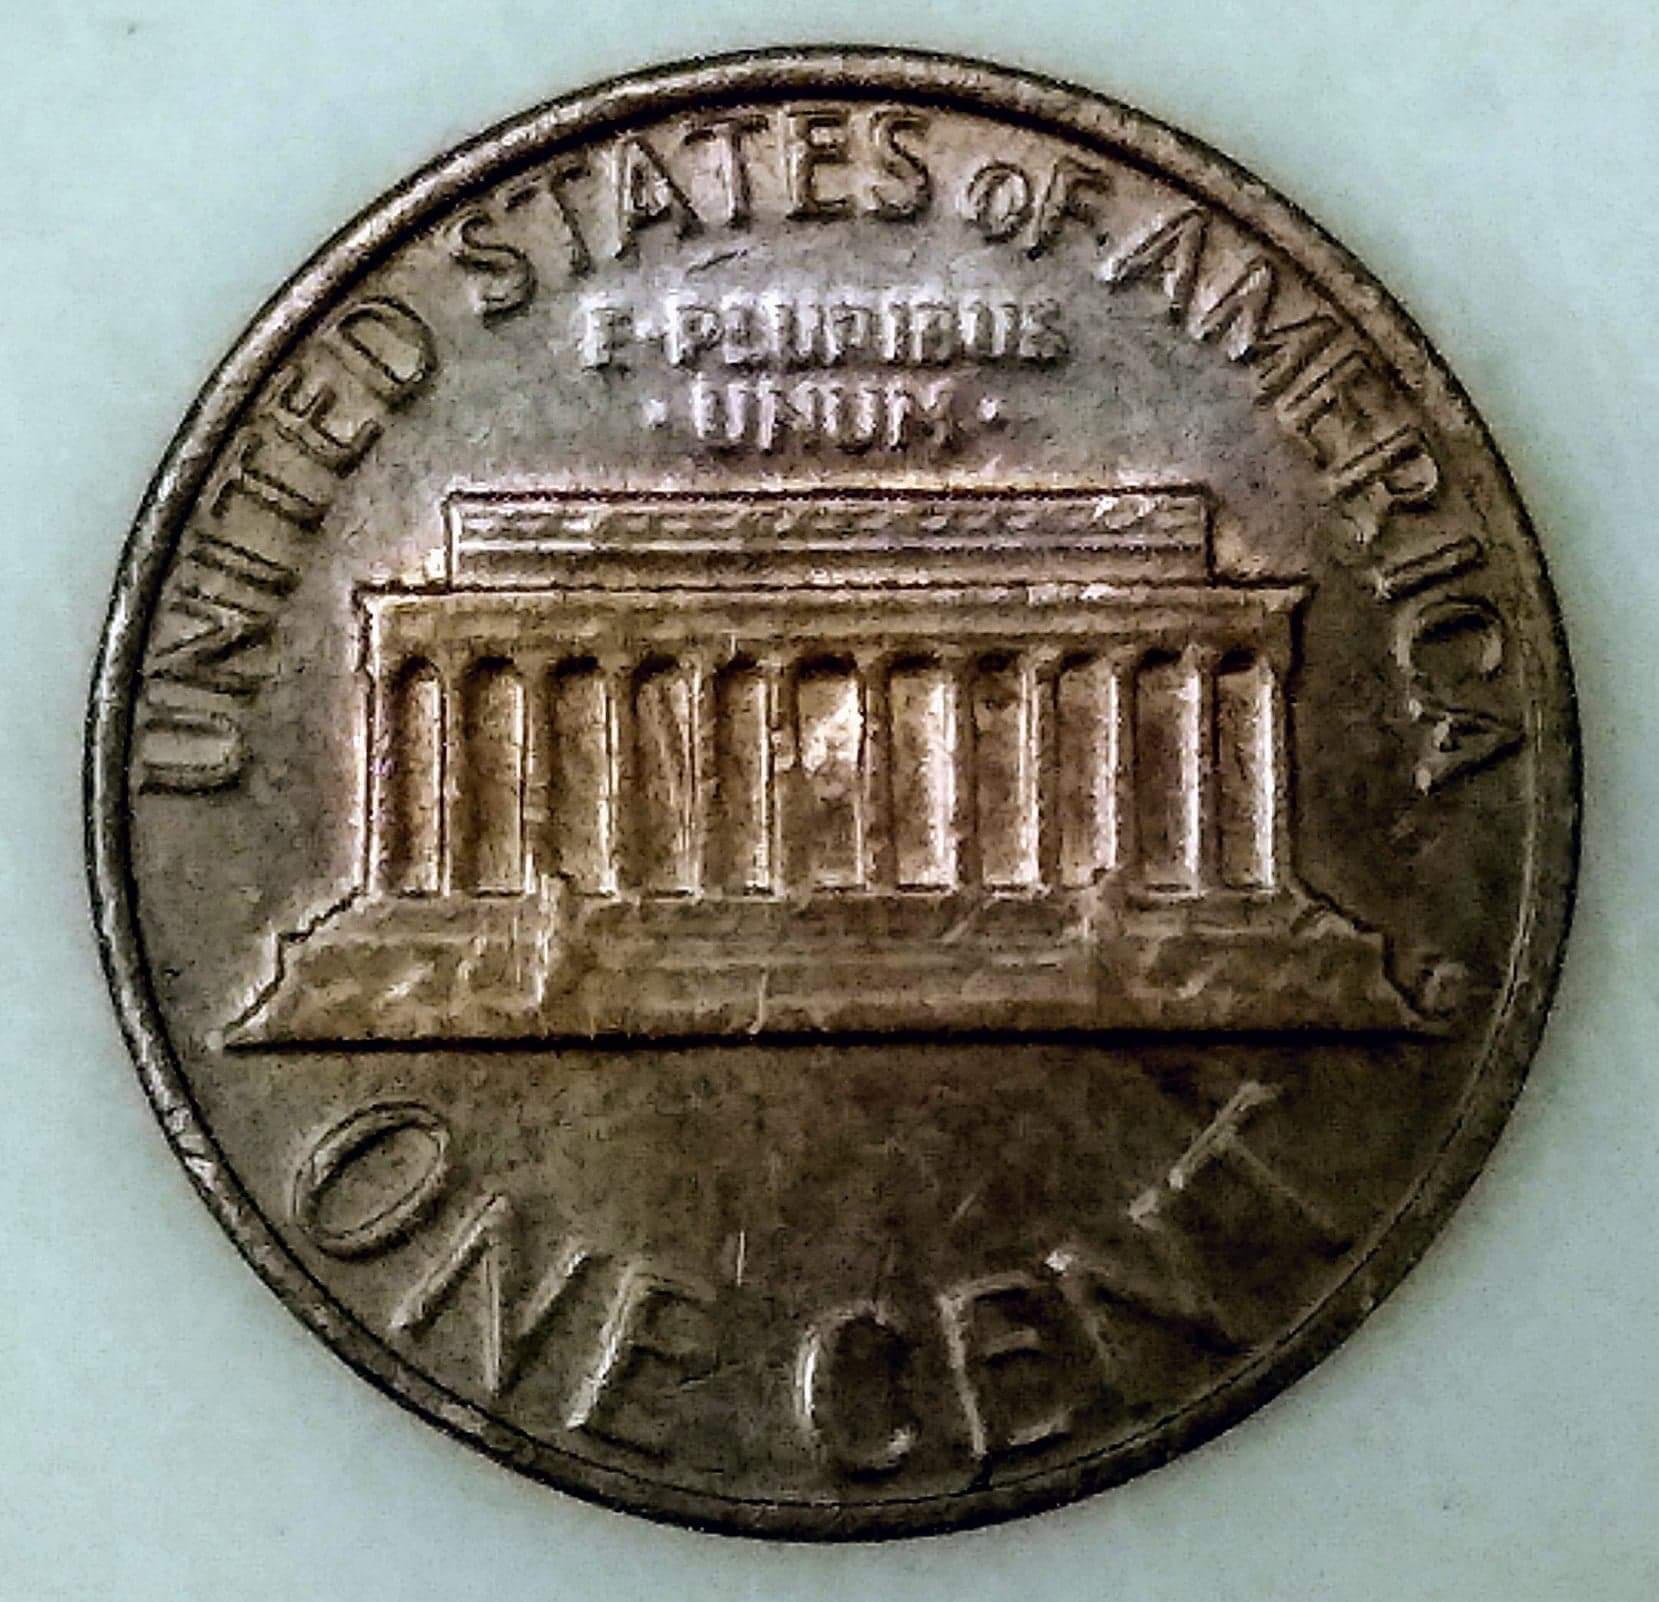 UNITED STATES OF AMERICA
E·PLURIBUS
·UNUM·
ONE CENT